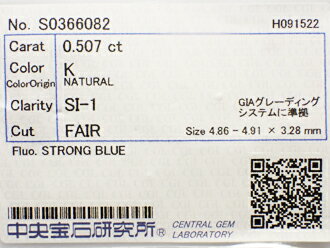 No. S0366082 H091522
Carat 0.507 ct
Color K
ColorOrigin NATURAL
Clarity SI-1 GIAグレーディング
システムに準拠
Cut FAIR Size 4.86 - 4.91 × 3.28 mm
Fluo. STRONG BLUE
中央宝石研究所® CENTRAL GEM
LABORATORY